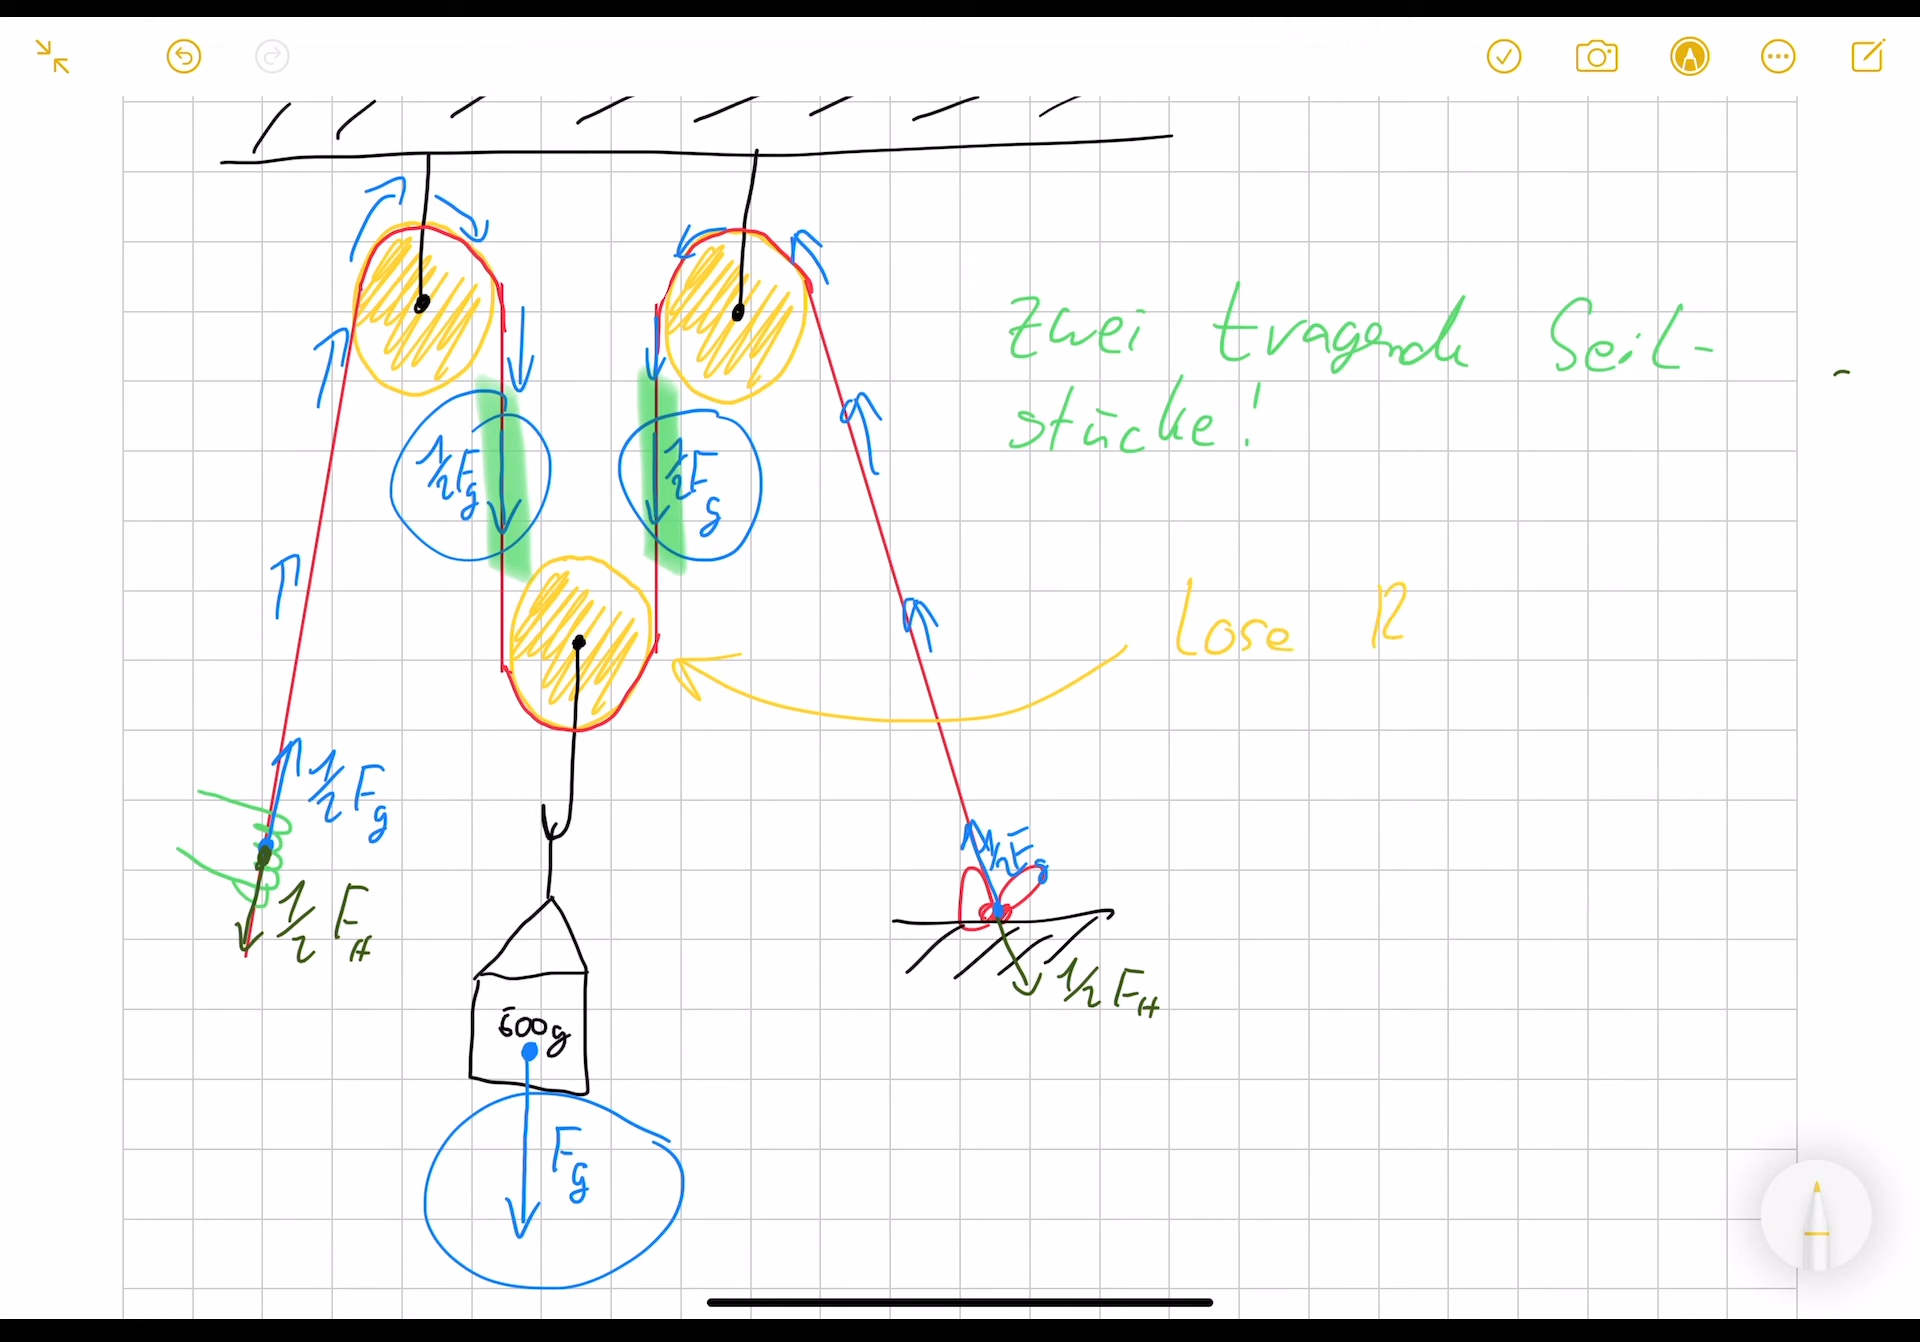 Zwei tragende Seil-
stücke!
1/2 Fg
1/2 Fg
Lose R
1/2 Fg
1/2 Fg
1/2 FH
1/2 FH
600g
Fg